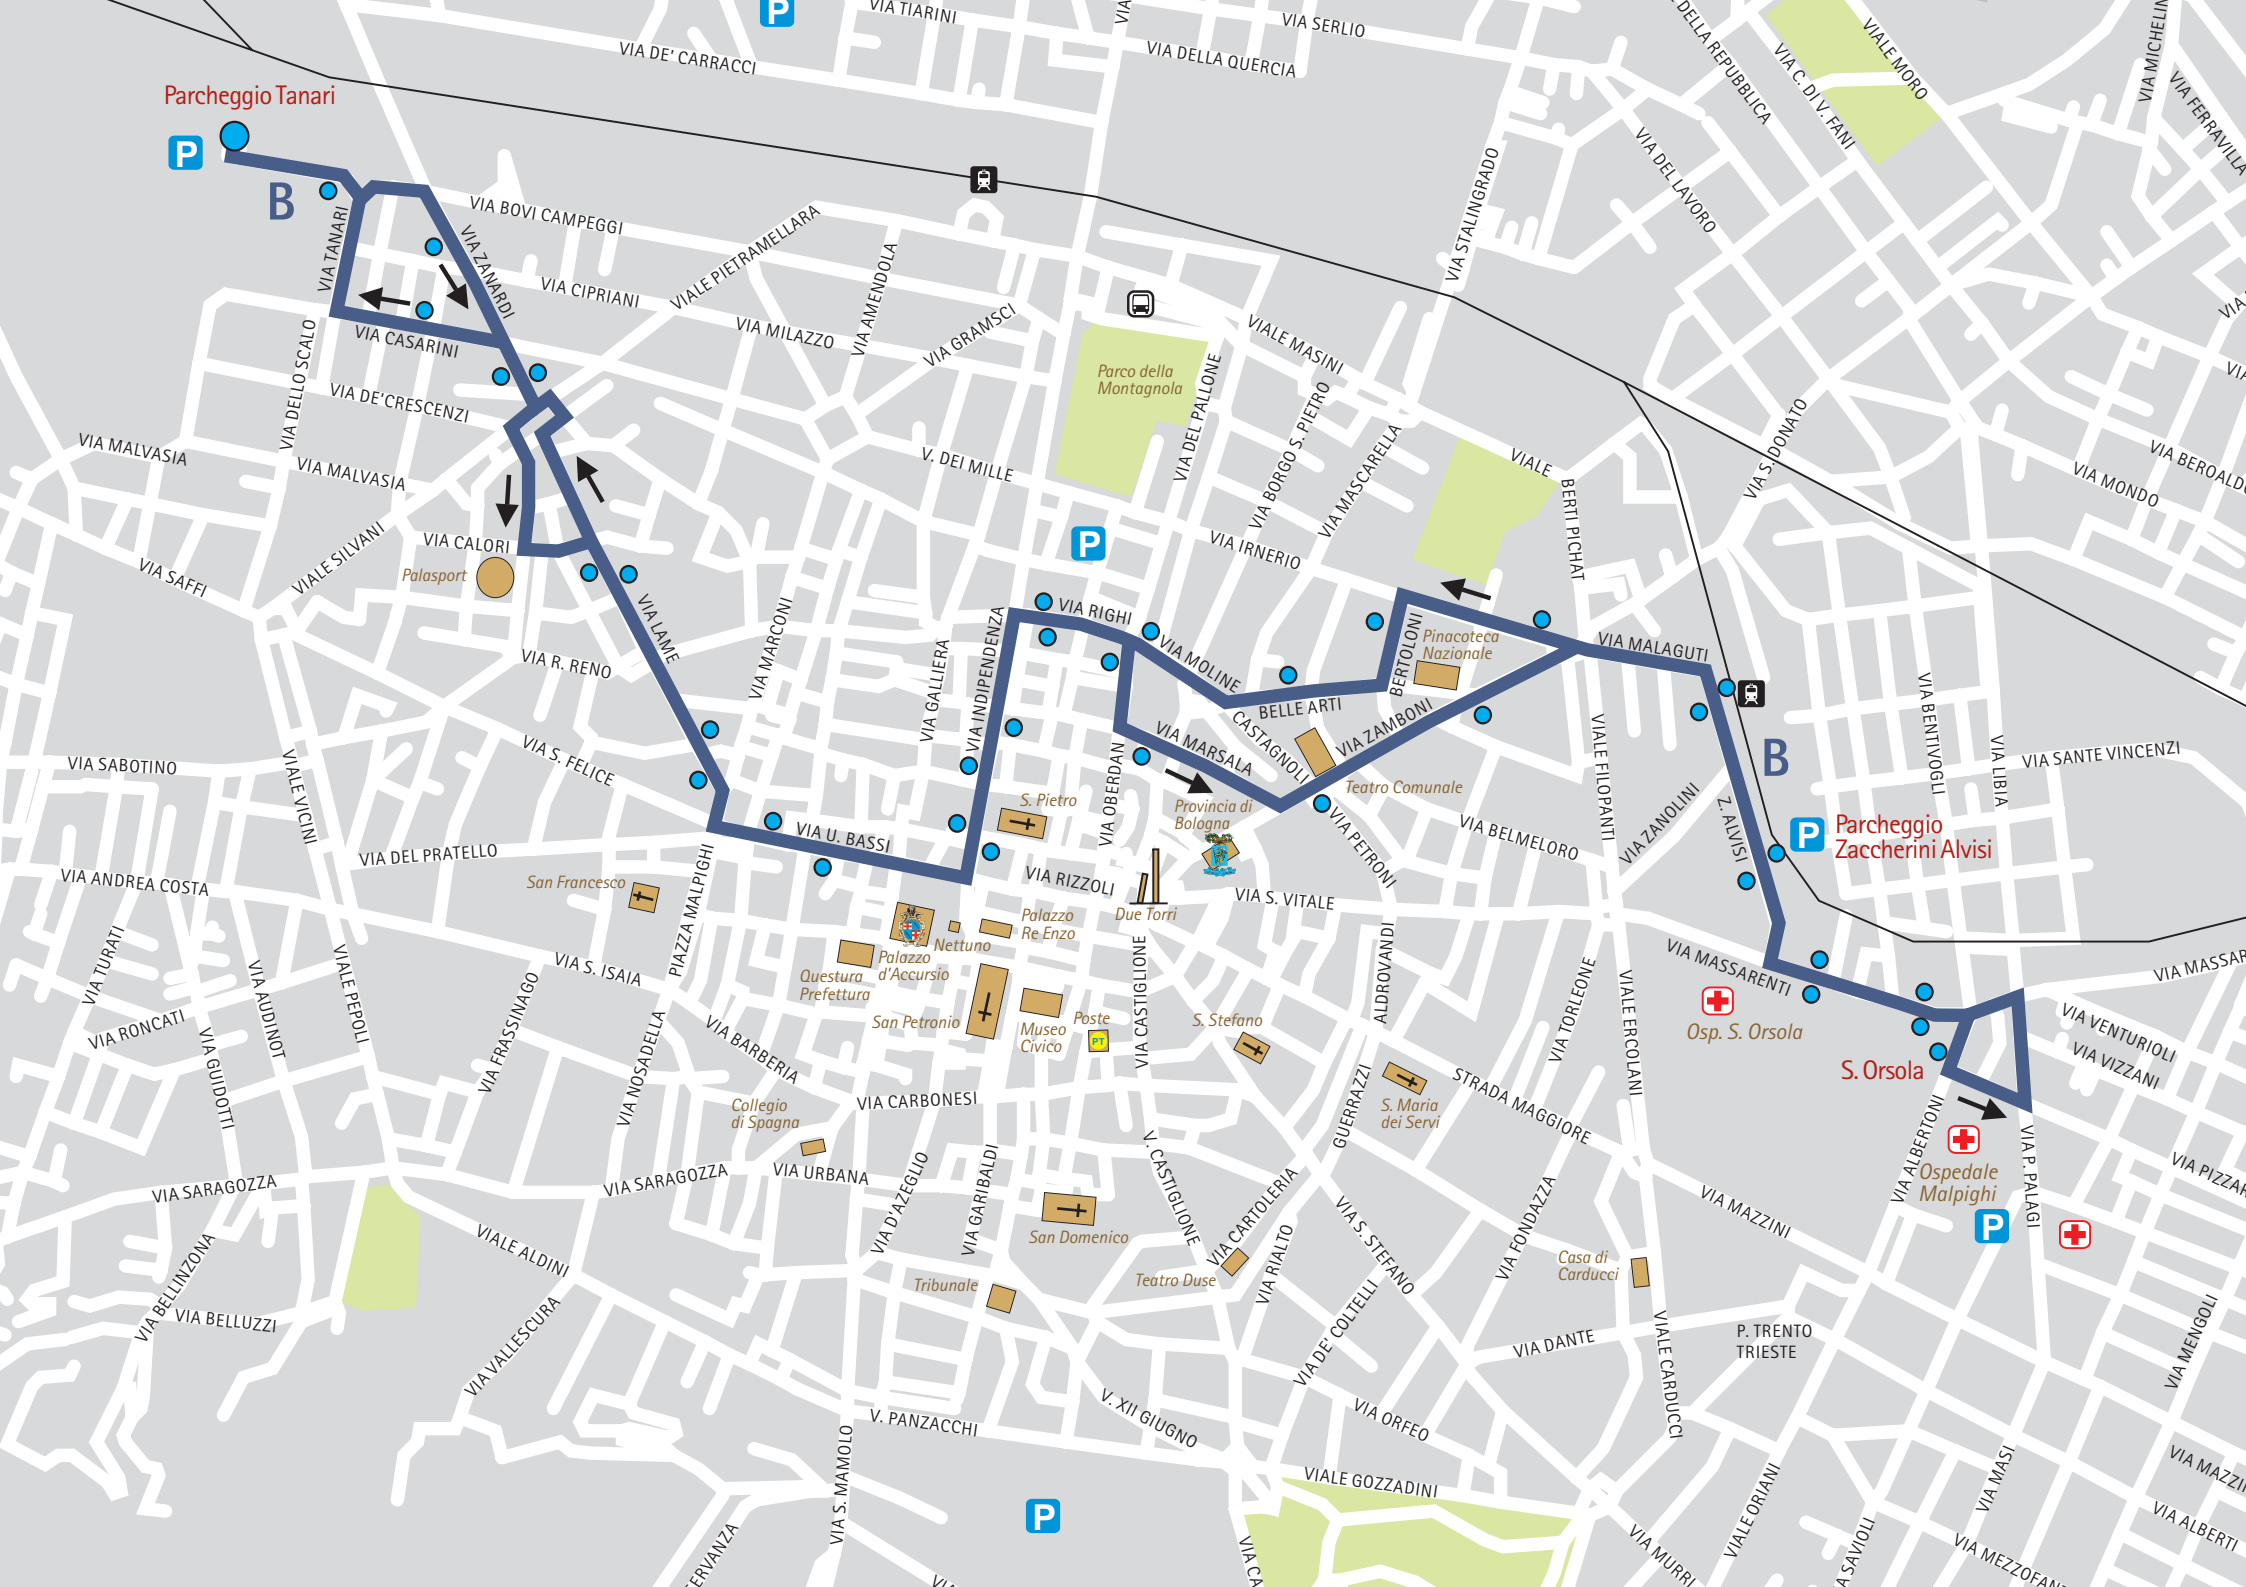 VIA TIARINI
VIA SERLIO
VIA DE' CARRACCI
VIA DELLA QUERCIA
VIA
DELLA REPUBBLICA
VIA C. DI V. FANI
VIALE MORO
VIA FERRAVILLA
P
Parcheggio Tanari
P
B
VIA TANARI
VIA ZANARDI
VIA BOVI CAMPEGGI
VIA CIPRIANI
VIALE PIETRAMELLARA
VIA AMENDOLA
VIA MILAZZO
VIA GRAMSCI
VIA STALINGRADO
VIA DEL LAVORO
VIALE MASINI
Parco della
Montagnola
VIA DEL PALLONE
VIA BORGO S. PIETRO
VIA MASCARELLA
VIA CASARINI
VIA DELLO SCALO
VIA DE'CRESCENZI
VIA MALVASIA
VIA MALVASIA
V. DEI MILLE
VIALE
BERTI PICHAT
VIA S. DONATO
VIA MONDO
VIA BEROALDO
VIA SAFFI
VIALE SILVANI
VIA CALORI
Palasport
P
VIA IRNERIO
VIA LAME
VIA MARCONI
VIA R. RENO
VIA GALLIERA
VIA INDIPENDENZA
VIA RIGHI
VIA MOLINE
BELLE ARTI
BERTOLONI
Pinacoteca
Nazionale
VIA MALAGUTI
VIA ZAMBONI
CASTAGNOLI
VIA MARSALA
VIA OBERDAN
Teatro Comunale
Provincia di
Bologna
VIA PETRONI
VIA BELMELORO
VIALE FILOPANTI
VIA ZANOLINI
Z. ALVISI
B
P
Parcheggio
Zaccherini Alvisi
VIA BENTIVOGLI
VIA LIBIA
VIA SANTE VINCENZI
VIA SABOTINO
VIALE VICINI
VIA S. FELICE
VIA DEL PRATELLO
VIA ANDREA COSTA
VIA U. BASSI
S. Pietro
VIA RIZZOLI
Due Torri
VIA S. VITALE
San Francesco
PIAZZA MALPIGHI
Palazzo
Re Enzo
Nettuno
Palazzo
d'Accursio
Questura
Prefettura
San Petronio
Museo
Civico
Poste
PT
VIA CASTIGLIONE
S. Stefano
ALDROVANDI
VIA TORLEONE
VIALE ERCOLANI
VIA MASSARENTI
Osp. S. Orsola
S. Orsola
VIA VENTURIOLI
VIA VIZZANI
VIA TURATI
VIA RONCATI
VIA AUDINOT
VIA GUIDOTTI
VIALE PEPOLI
VIA FRASSINAGO
VIA S. ISAIA
VIA NOSADELLA
VIA BARBERIA
VIA CARBONESI
Collegio
di Spagna
VIA URBANA
VIA SARAGOZZA
VIA SARAGOZZA
VIA D'AZEGLIO
VIA GARIBALDI
San Domenico
V. CASTIGLIONE
GUERRAZZI
S. Maria
dei Servi
STRADA MAGGIORE
VIA CARTOLERIA
VIA RIALTO
Teatro Duse
VIA S. STEFANO
VIA FONDAZZA
VIA MAZZINI
Casa di
Carducci
VIA ALBERTONI
Ospedale
Malpighi
P
VIA P. PALAGI
VIA MENGOLI
VIA BELLINZONA
VIA BELLUZZI
VIALE ALDINI
VIA VALLESCURA
Tribunale
VIA DE' COLTELLI
VIA DANTE
VIALE CARDUCCI
P. TRENTO
TRIESTE
V. PANZACCHI
V. XII GIUGNO
VIA ORFEO
VIA S. MAMOLO
P
VIALE GOZZADINI
VIA MURRI
VIALE ORIANI
VIA MASI
VIA ALBERTI